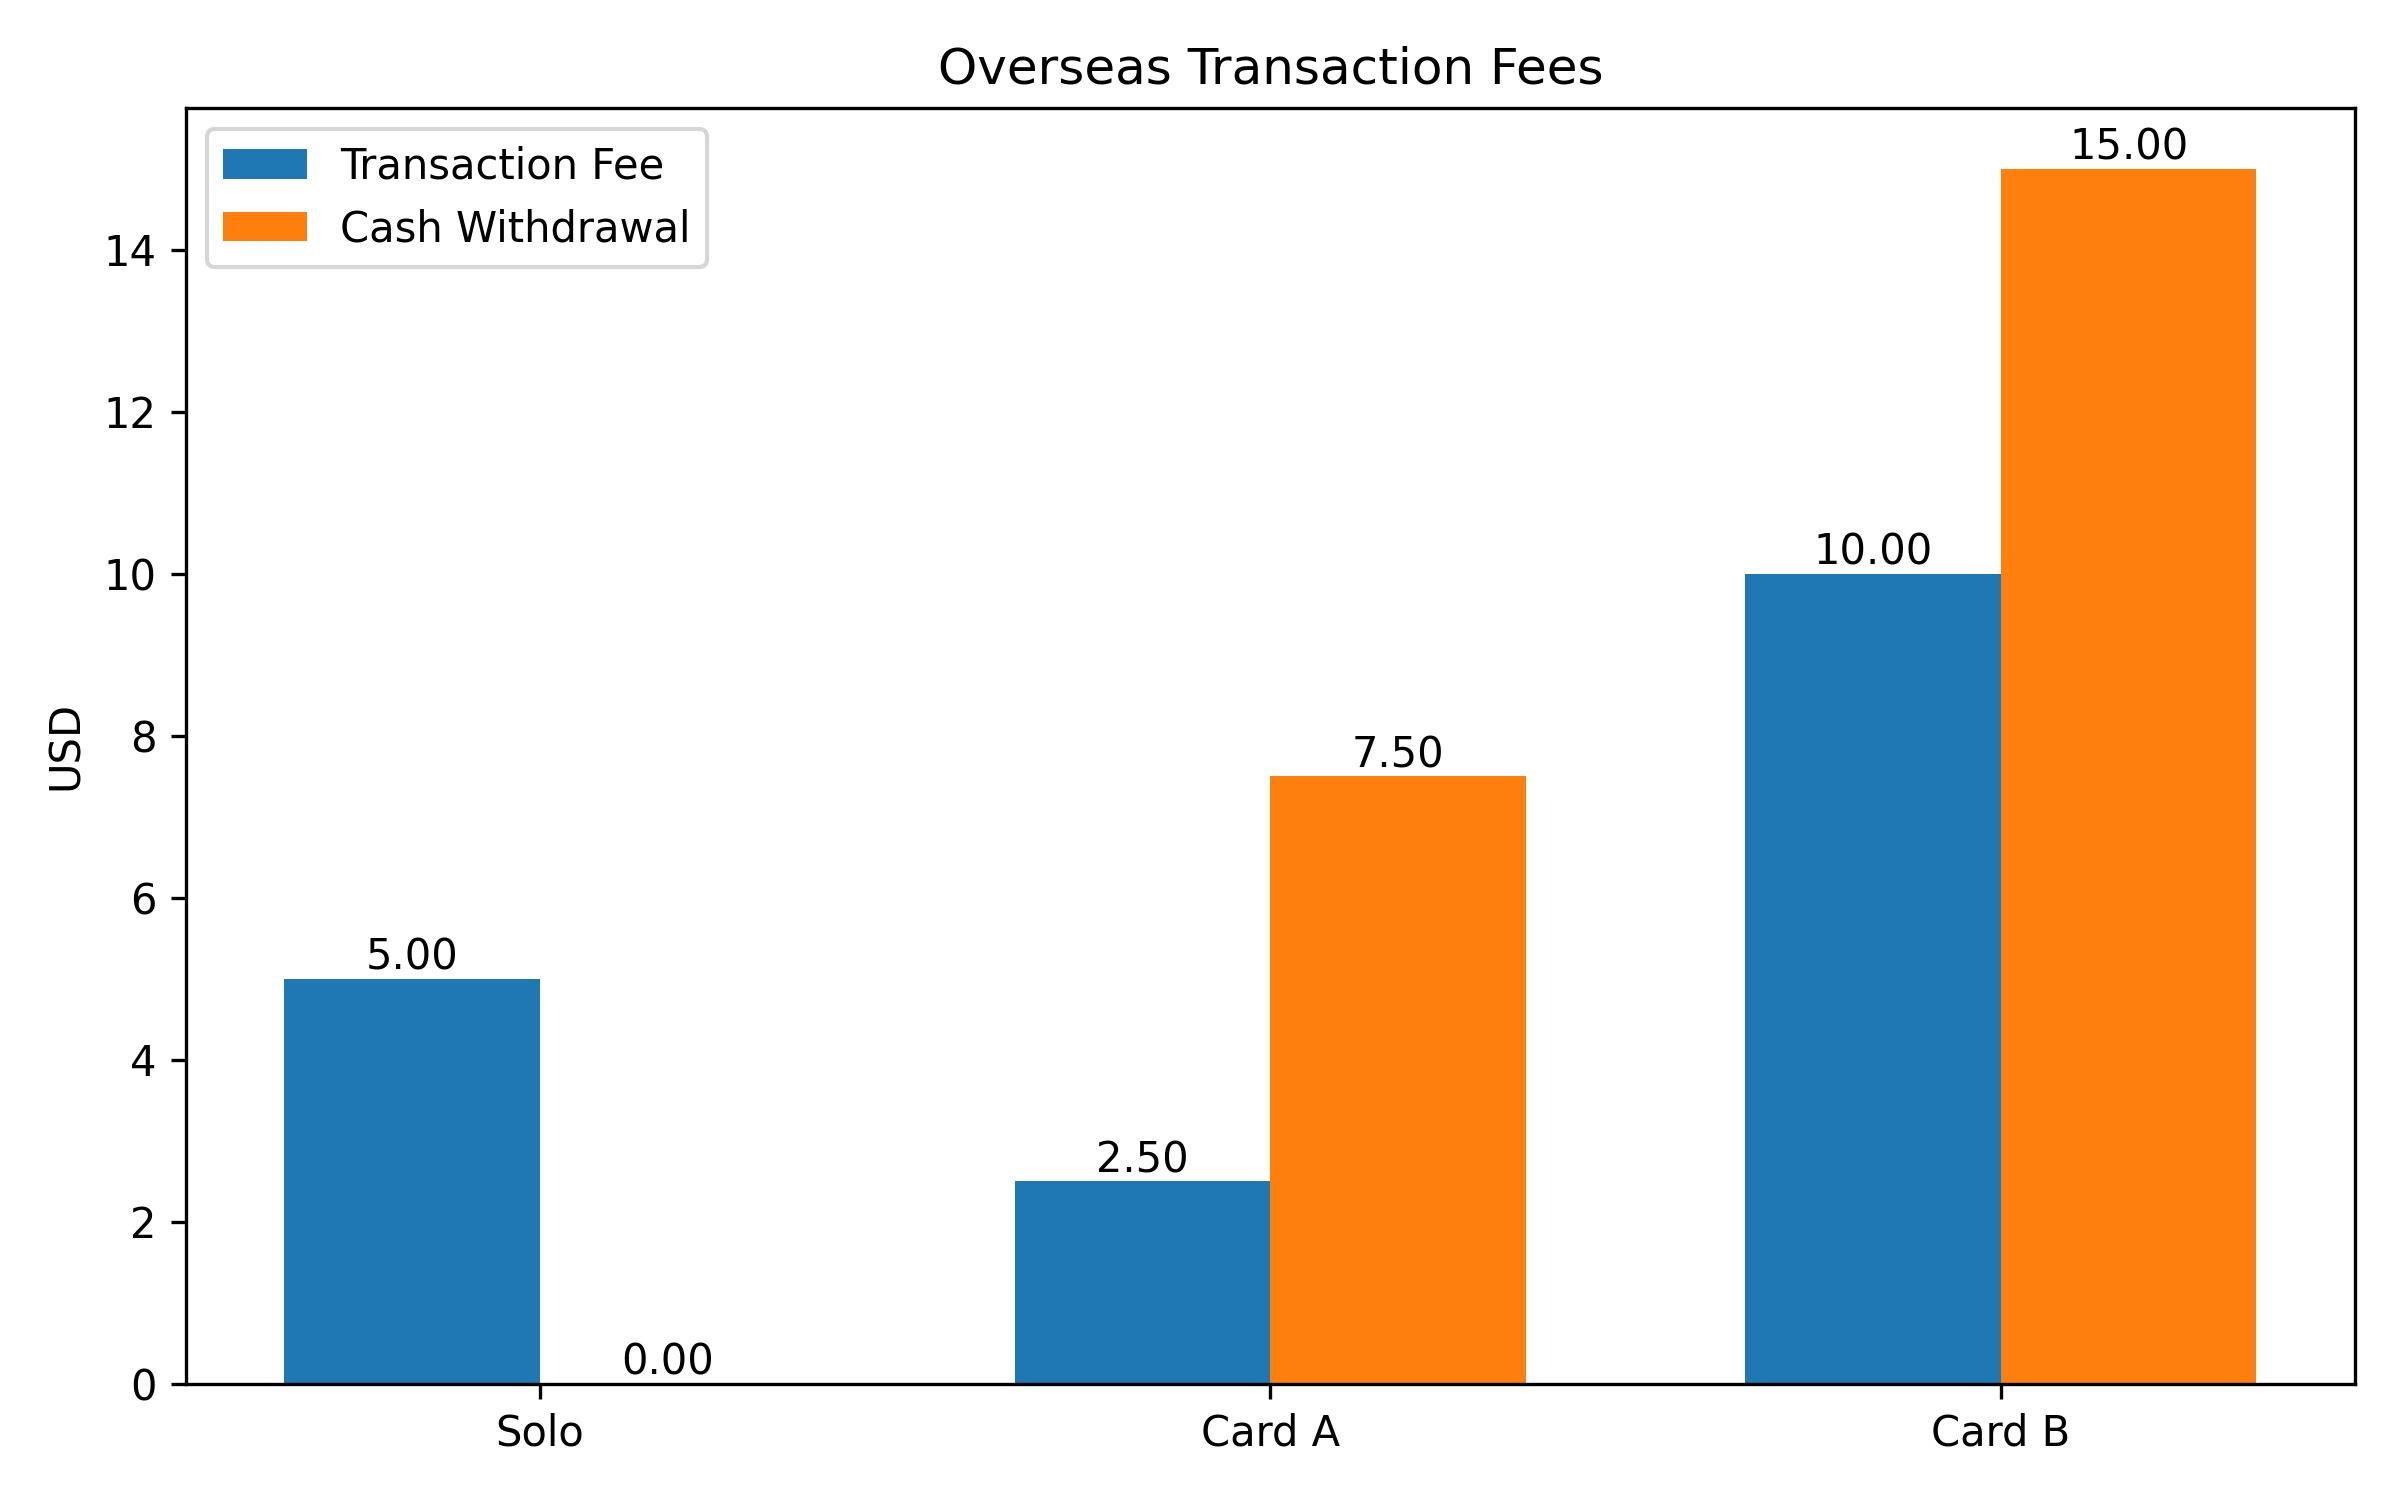 Overseas Transaction Fees
Transaction Fee
Cash Withdrawal
USD
14
12
10
8
6
4
2
0
5.00
0.00
2.50
7.50
10.00
15.00
Solo
Card A
Card B